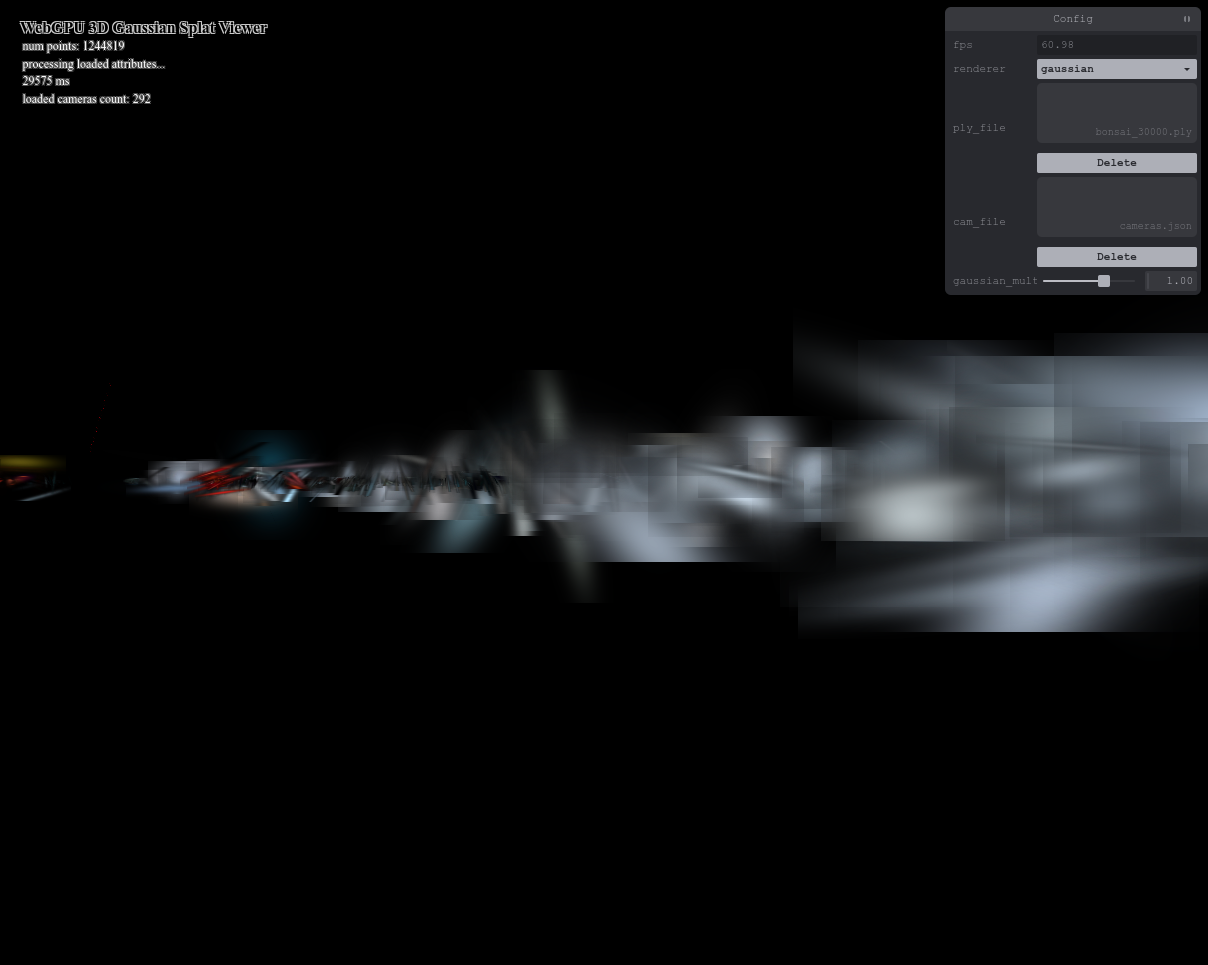 WebGPU 3D Gaussian Splat Viewer
num points: 1244819
processing loaded attributes...
29575 ms
loaded cameras count: 292
Config
fps 60.98
renderer gaussian
ply_file bonsai_30000.ply
Delete
cam_file cameras.json
Delete
gaussian_mult 1.00